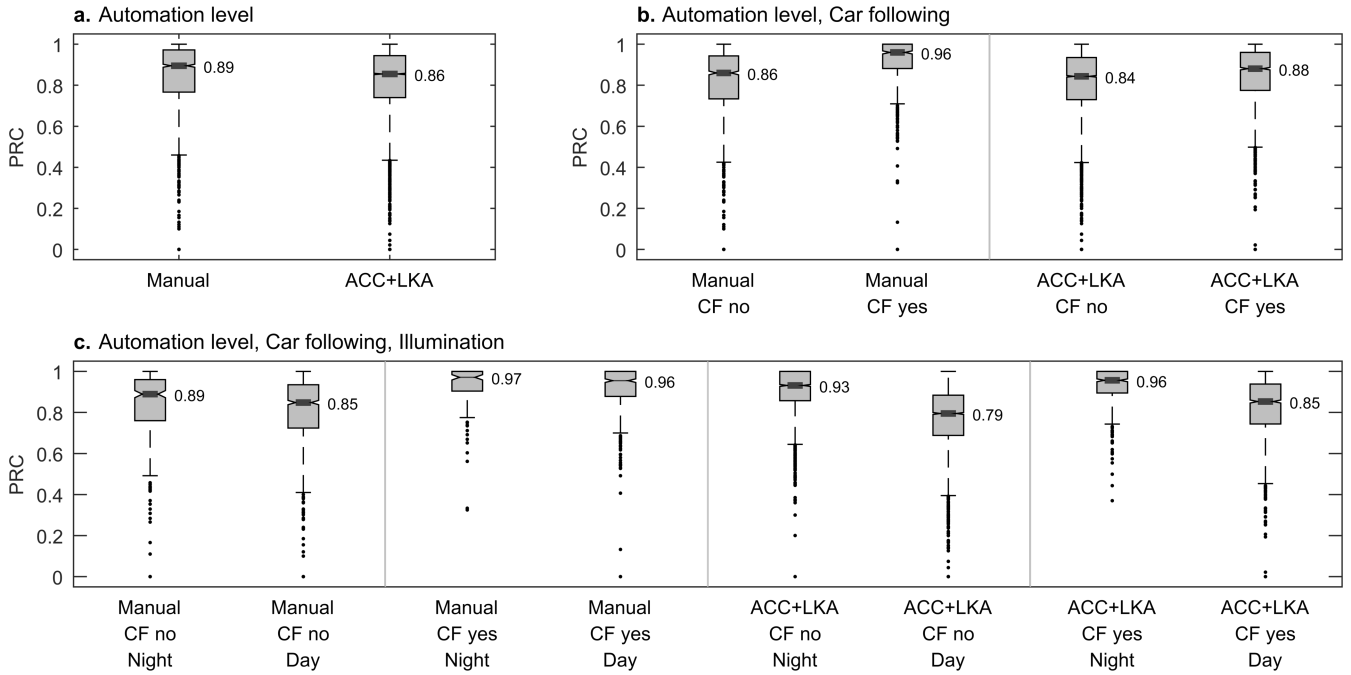 a. Automation level
1
0.8
0.6
0.4
0.2
0
PRC
0.89
0.86
Manual
ACC+LKA
b. Automation level, Car following
1
0.8
0.6
0.4
0.2
0
PRC
0.86
0.96
0.84
0.88
Manual Manual ACC+LKA ACC+LKA
CF no CF yes CF no CF yes
c. Automation level, Car following, Illumination
1
0.8
0.6
0.4
0.2
0
PRC
0.89
0.85
0.97
0.96
0.93
0.79
0.96
0.85
Manual Manual Manual Manual ACC+LKA ACC+LKA ACC+LKA ACC+LKA
CF no CF no CF yes CF yes CF no CF no CF yes CF yes
Night Day Night Day Night Day Night Day